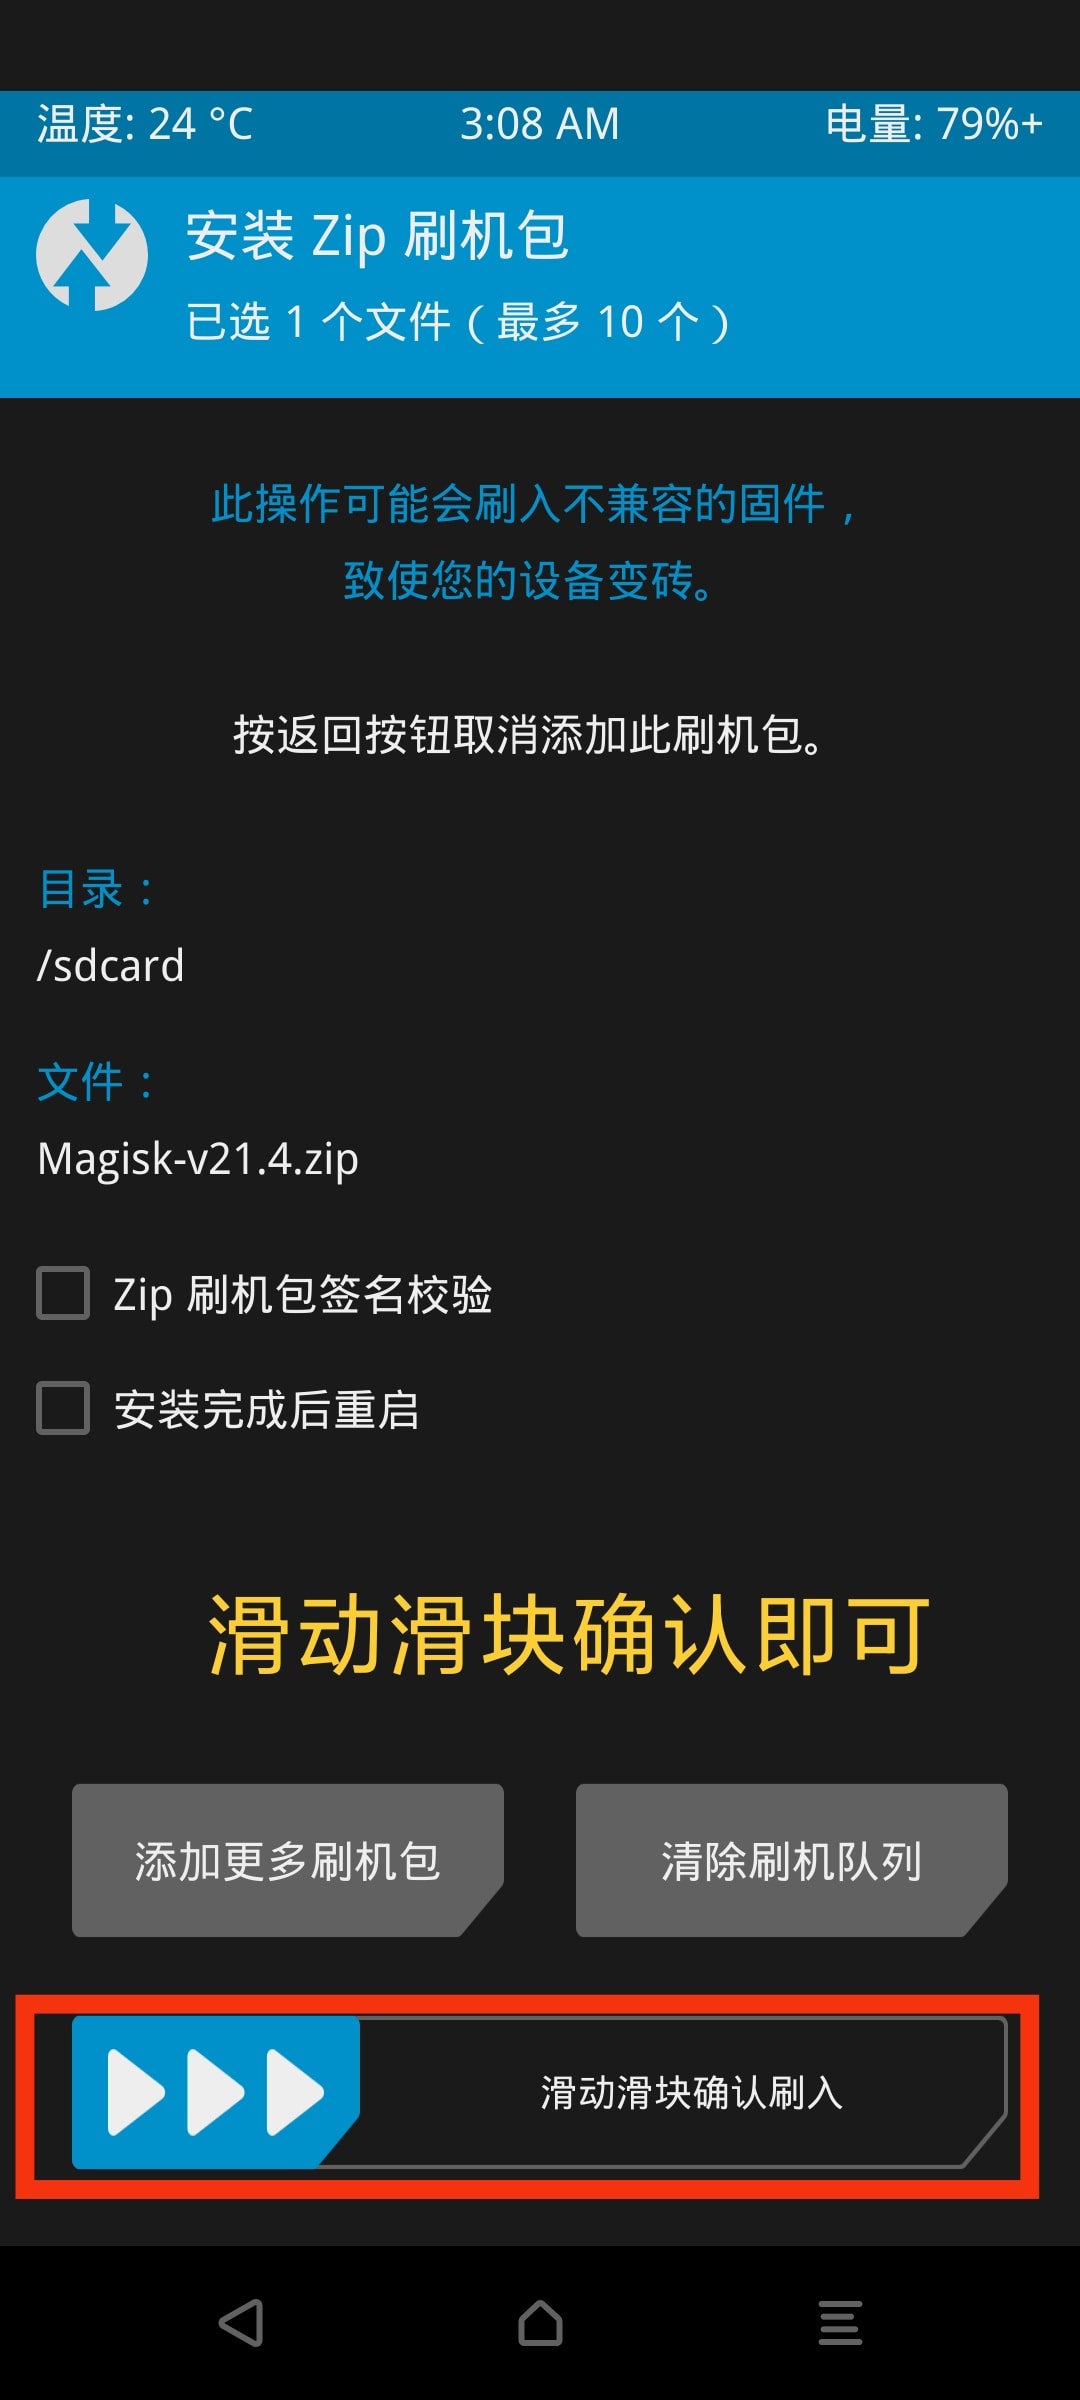 温度: 24 °C 3:08 AM 电量: 79%+
安装 Zip 刷机包
已选 1 个文件（最多 10 个）
此操作可能会刷入不兼容的固件，
致使您的设备变砖。
按返回按钮取消添加此刷机包。
目录：
/sdcard
文件：
Magisk-v21.4.zip
Zip 刷机包签名校验
安装完成后重启
滑动滑块确认即可
添加更多刷机包 清除刷机队列
滑动滑块确认刷入